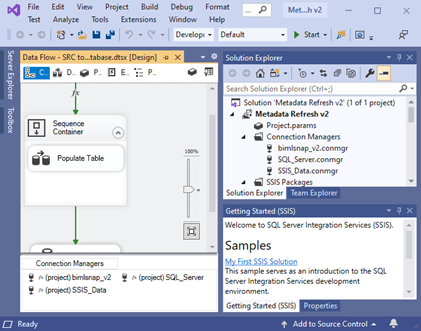 File Edit View Project Build Debug
Test Analyze Tools Extensions Window Help
Met...h v2
Develop Default Start
Server Explorer
Toolbox
Data Flow - SRC to...tabase.dtsx [Design]
C... D... P... E... P...
fx
Sequence
Container
Populate Table
100%
Connection Managers
(project) bimlsnap_v2 (project) SQL_Server
(project) SSIS_Data
Solution Explorer
Search Solution Explorer (Ctrl+;)
Solution 'Metadata Refresh v2' (1 of 1 project)
Metadata Refresh v2
Project.params
Connection Managers
bimlsnap_v2.conmgr
SQL_Server.conmgr
SSIS_Data.conmgr
SSIS Packages
Solution Explorer Team Explorer
Getting Started (SSIS)
Welcome to SQL Server Integration Services (SSIS).
Samples
My First SSIS Solution
This sample serves as an introduction to the SQL
Server Integration Services development
environment.
Getting Started (SSIS) Properties
Ready Add to Source Control